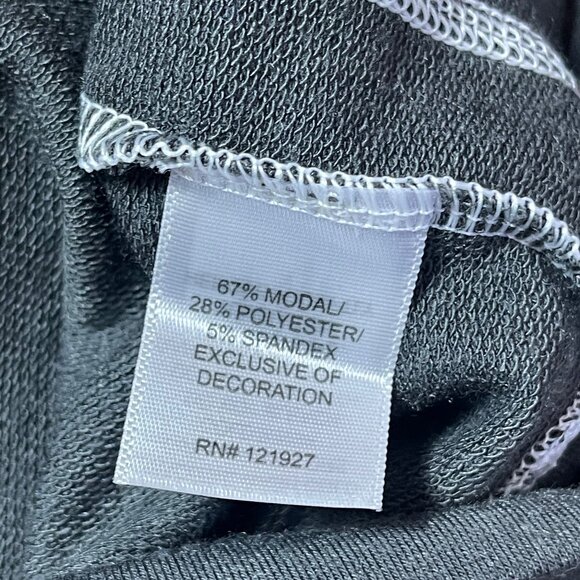 67% MODAL/
28% POLYESTER/
5% SPANDEX
EXCLUSIVE OF
DECORATION
RN# 121927